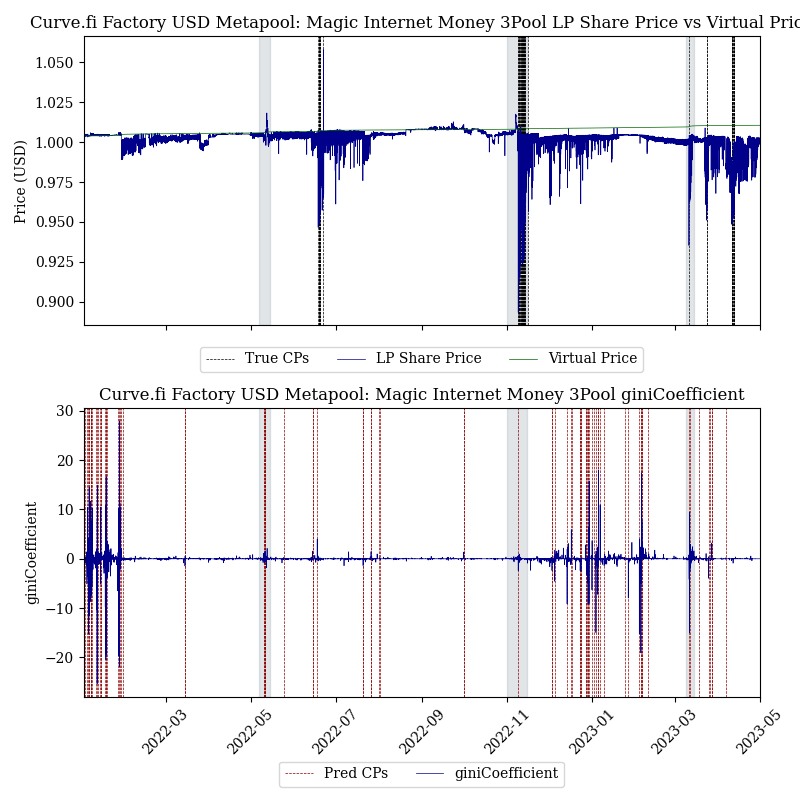 Curve.fi Factory USD Metapool: Magic Internet Money 3Pool LP Share Price vs Virtual Pric
1.050
1.025
1.000
0.975
0.950
0.925
0.900
Price (USD)
True CPs LP Share Price Virtual Price
Curve.fi Factory USD Metapool: Magic Internet Money 3Pool giniCoefficient
30
20
10
0
−10
−20
giniCoefficient
2022-03 2022-05 2022-07 2022-09 2022-11 2023-01 2023-03 2023-05
Pred CPs giniCoefficient